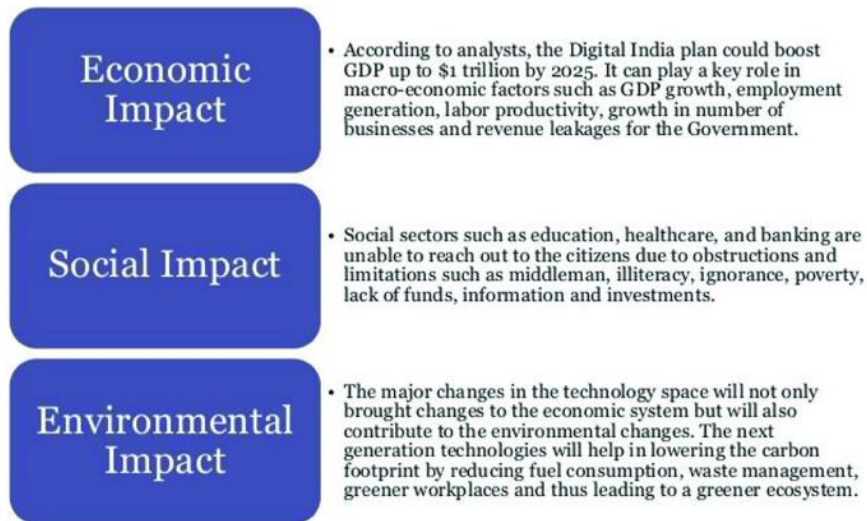 Economic
Impact
• According to analysts, the Digital India plan could boost
GDP up to $1 trillion by 2025. It can play a key role in
macro-economic factors such as GDP growth, employment
generation, labor productivity, growth in number of
businesses and revenue leakages for the Government.
Social Impact
• Social sectors such as education, healthcare, and banking are
unable to reach out to the citizens due to obstructions and
limitations such as middleman, illiteracy, ignorance, poverty,
lack of funds, information and investments.
Environmental
Impact
• The major changes in the technology space will not only
brought changes to the economic system but will also
contribute to the environmental changes. The next
generation technologies will help in lowering the carbon
footprint by reducing fuel consumption, waste management,
greener workplaces and thus leading to a greener ecosystem.